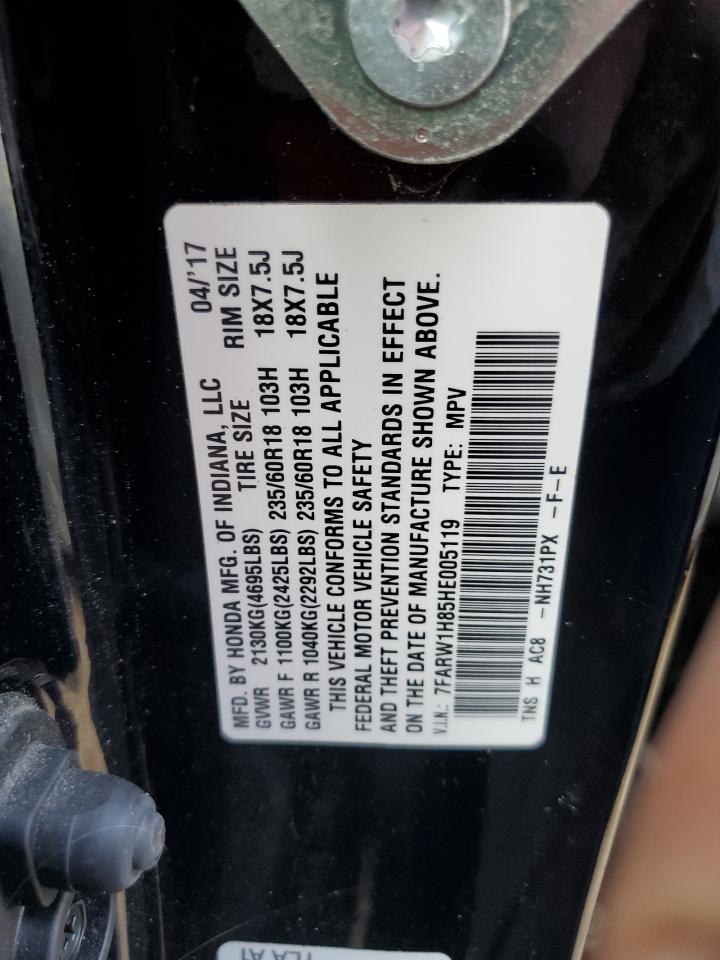 MFD. BY HONDA MFG. OF INDIANA, LLC 04/'17
TIRE SIZE RIM SIZE
GVWR 2130KG(4695LBS)
GAWR F 1100KG(2425LBS) 235/60R18 103H 18X7.5J
GAWR R 1040KG(2292LBS) 235/60R18 103H 18X7.5J
THIS VEHICLE CONFORMS TO ALL APPLICABLE
FEDERAL MOTOR VEHICLE SAFETY
AND THEFT PREVENTION STANDARDS IN EFFECT
ON THE DATE OF MANUFACTURE SHOWN ABOVE.
V.I.N.: 7FARW1H85HE005119 TYPE: MPV
TNS H AC8 -NH731PX -F-E